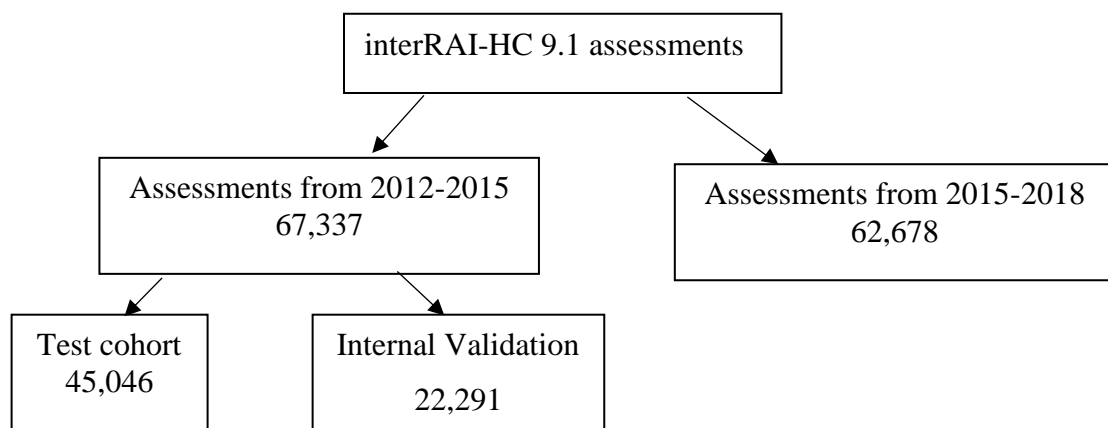 interRAI-HC 9.1 assessments
Assessments from 2012-2015
67,337
Assessments from 2015-2018
62,678
Test cohort
45,046
Internal Validation
22,291